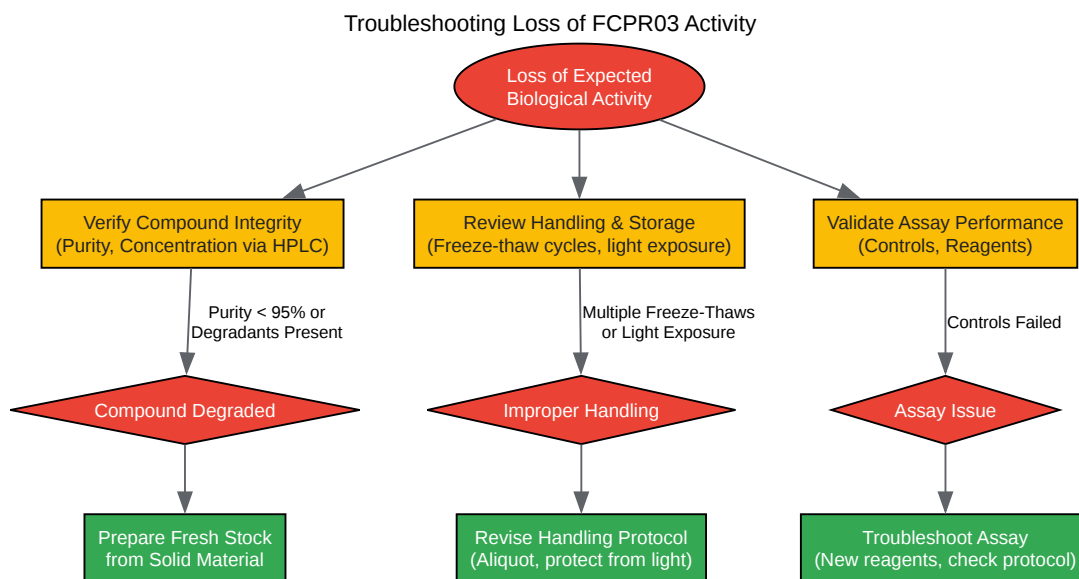 Troubleshooting Loss of FCPR03 Activity
Loss of Expected
Biological Activity
Verify Compound Integrity
(Purity, Concentration via HPLC)
Review Handling & Storage
(Freeze-thaw cycles, light exposure)
Validate Assay Performance
(Controls, Reagents)
Purity < 95% or
Degradants Present
Multiple Freeze-Thaws
or Light Exposure
Controls Failed
Compound Degraded
Improper Handling
Assay Issue
Prepare Fresh Stock
from Solid Material
Revise Handling Protocol
(Aliquot, protect from light)
Troubleshoot Assay
(New reagents, check protocol)